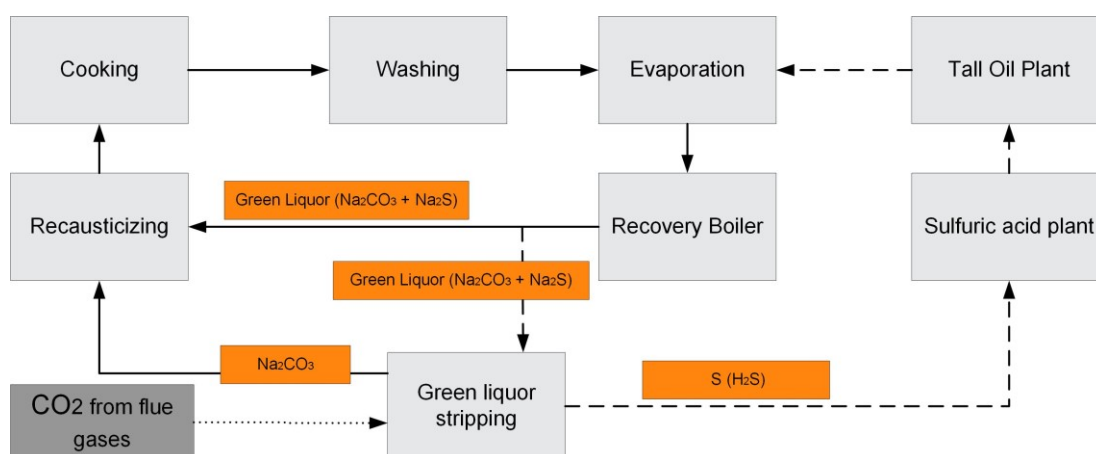 Cooking
Washing
Evaporation
Tall Oil Plant
Green Liquor (Na₂CO₃ + Na₂S)
Recausticizing
Recovery Boiler
Sulfuric acid plant
Green Liquor (Na₂CO₃ + Na₂S)
Na₂CO₃
S (H₂S)
Green liquor
stripping
CO2 from flue
gases